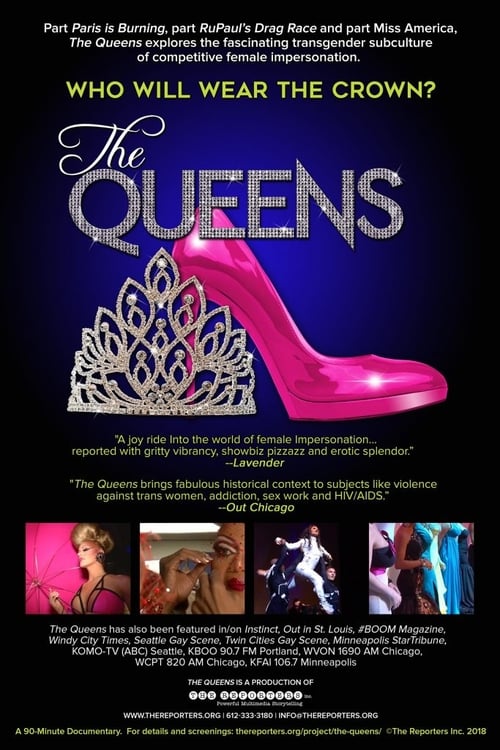 Part Paris is Burning, part RuPaul's Drag Race and part Miss America,
The Queens explores the fascinating transgender subculture
of competitive female impersonation.
WHO WILL WEAR THE CROWN?
The
QUEENS
"A joy ride Into the world of female Impersonation...
reported with gritty vibrancy, showbiz pizzazz and erotic splendor."
--Lavender
"The Queens brings fabulous historical context to subjects like violence
against trans women, addiction, sex work and HIV/AIDS."
--Out Chicago
The Queens has also been featured in/on Instinct, Out in St. Louis, #BOOM Magazine,
Windy City Times, Seattle Gay Scene, Twin Cities Gay Scene, Minneapolis StarTribune,
KOMO-TV (ABC) Seattle, KBOO 90.7 FM Portland, WVON 1690 AM Chicago,
WCPT 820 AM Chicago, KFAI 106.7 Minneapolis
THE QUEENS IS A PRODUCTION OF
THE REPORTERS Inc.
Powerful Multimedia Storytelling
WWW.THEREPORTERS.ORG | 612-333-3180 | INFO@THEREPORTERS.ORG
A 90-Minute Documentary. For details and screenings: thereporters.org/project/the-queens/ ©The Reporters Inc. 2018